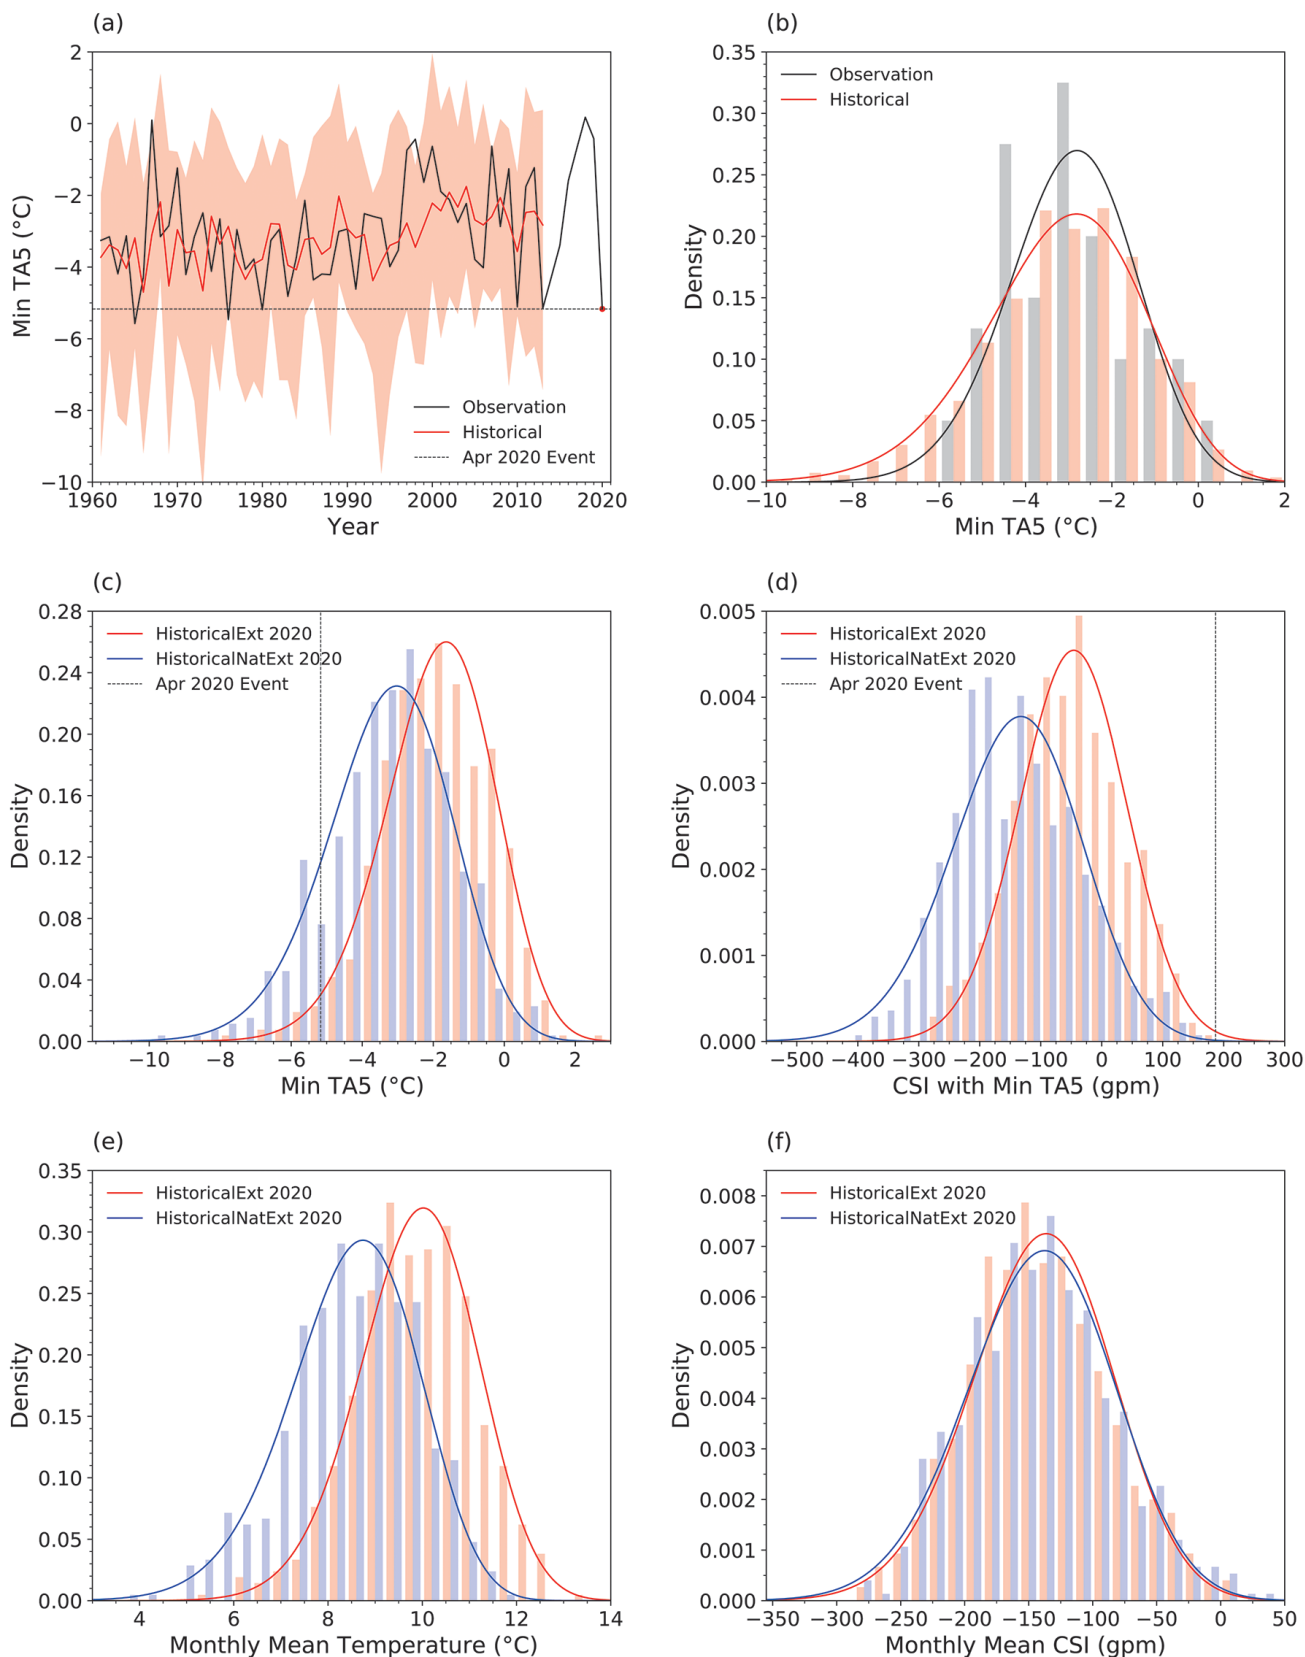 (a)
2
0
−2
−4
−6
−8
−10
Min TA5 (°C)
Observation
Historical
Apr 2020 Event
1960 1970 1980 1990 2000 2010 2020
Year
(b)
0.35
0.30
0.25
0.20
0.15
0.10
0.05
0.00
Density
Observation
Historical
−10 −8 −6 −4 −2 0 2
Min TA5 (°C)
(c)
0.28
0.24
0.20
0.16
0.12
0.08
0.04
0.00
Density
HistoricalExt 2020
HistoricalNatExt 2020
Apr 2020 Event
−10 −8 −6 −4 −2 0 2
Min TA5 (°C)
(d)
0.005
0.004
0.003
0.002
0.001
0.000
Density
HistoricalExt 2020
HistoricalNatExt 2020
Apr 2020 Event
−500 −400 −300 −200 −100 0 100 200 300
CSI with Min TA5 (gpm)
(e)
0.35
0.30
0.25
0.20
0.15
0.10
0.05
0.00
Density
HistoricalExt 2020
HistoricalNatExt 2020
4 6 8 10 12 14
Monthly Mean Temperature (°C)
(f)
0.008
0.007
0.006
0.005
0.004
0.003
0.002
0.001
0.000
Density
HistoricalExt 2020
HistoricalNatExt 2020
−350 −300 −250 −200 −150 −100 −50 0 50
Monthly Mean CSI (gpm)